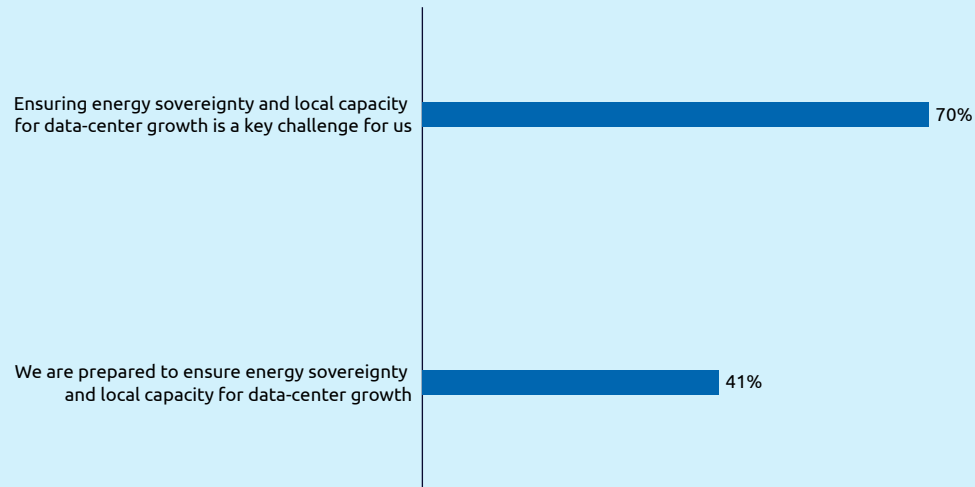 Ensuring energy sovereignty and local capacity
for data-center growth is a key challenge for us
70%
We are prepared to ensure energy sovereignty
and local capacity for data-center growth
41%